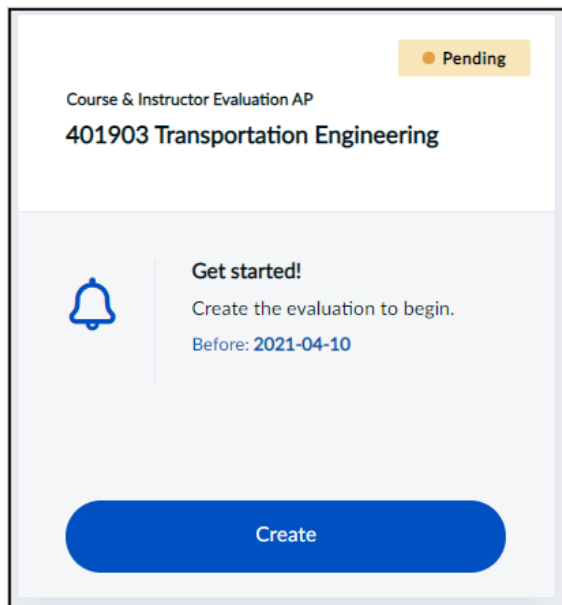 Pending
Course & Instructor Evaluation AP
401903 Transportation Engineering
Get started!
Create the evaluation to begin.
Before: 2021-04-10
Create